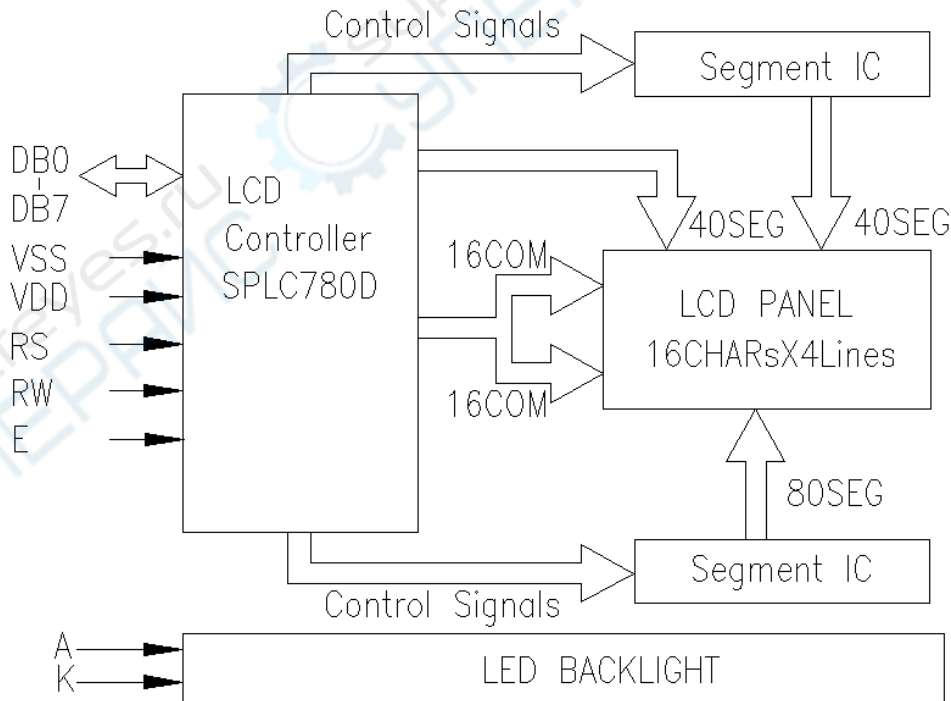 Control Signals
Segment IC
DB0
-
DB7
LCD
Controller
SPLC780D
VSS
VDD
RS
RW
E
40SEG
40SEG
16COM
16COM
LCD PANEL
16CHARsX4Lines
80SEG
Segment IC
Control Signals
A
K
LED BACKLIGHT